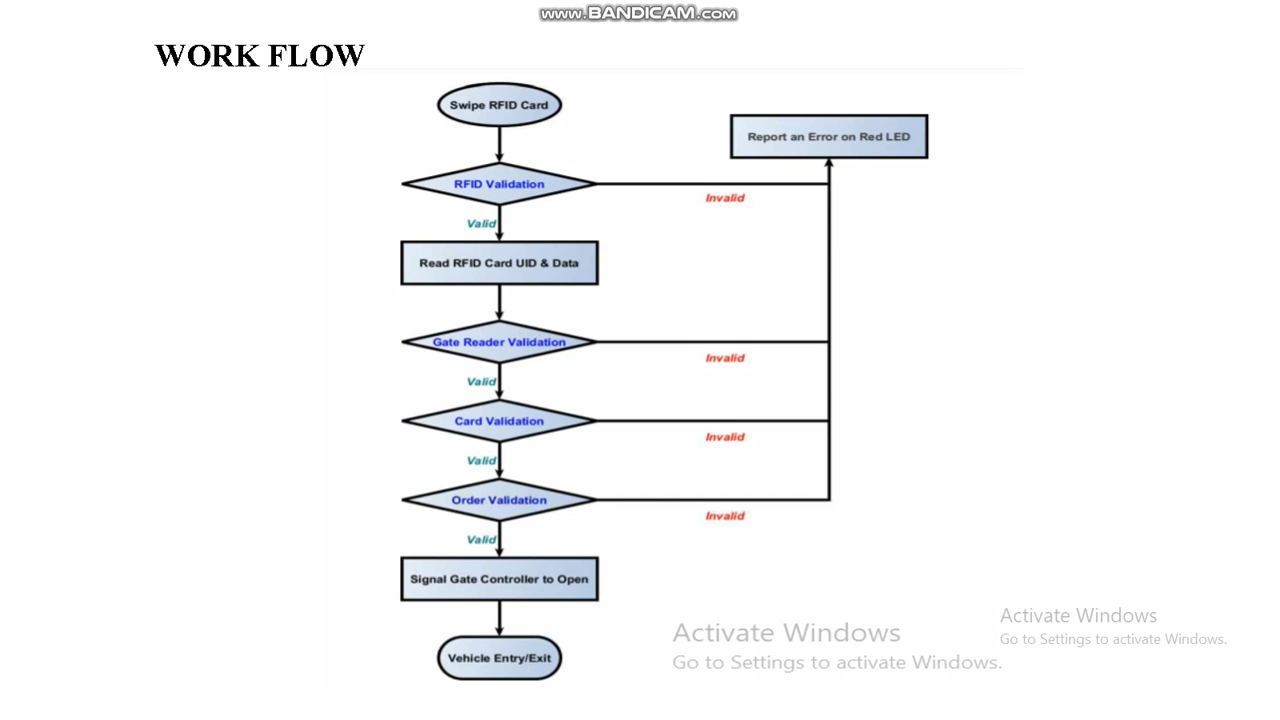 www.BANDICAM.com
WORK FLOW
Swipe RFID Card
Report an Error on Red LED
RFID Validation
Invalid
Valid
Read RFID Card UID & Data
Gate Reader Validation
Invalid
Valid
Card Validation
Invalid
Valid
Order Validation
Invalid
Valid
Signal Gate Controller to Open
Vehicle Entry/Exit
Activate Windows
Go to Settings to activate Windows.
Activate Windows
Go to Settings to activate Windows.